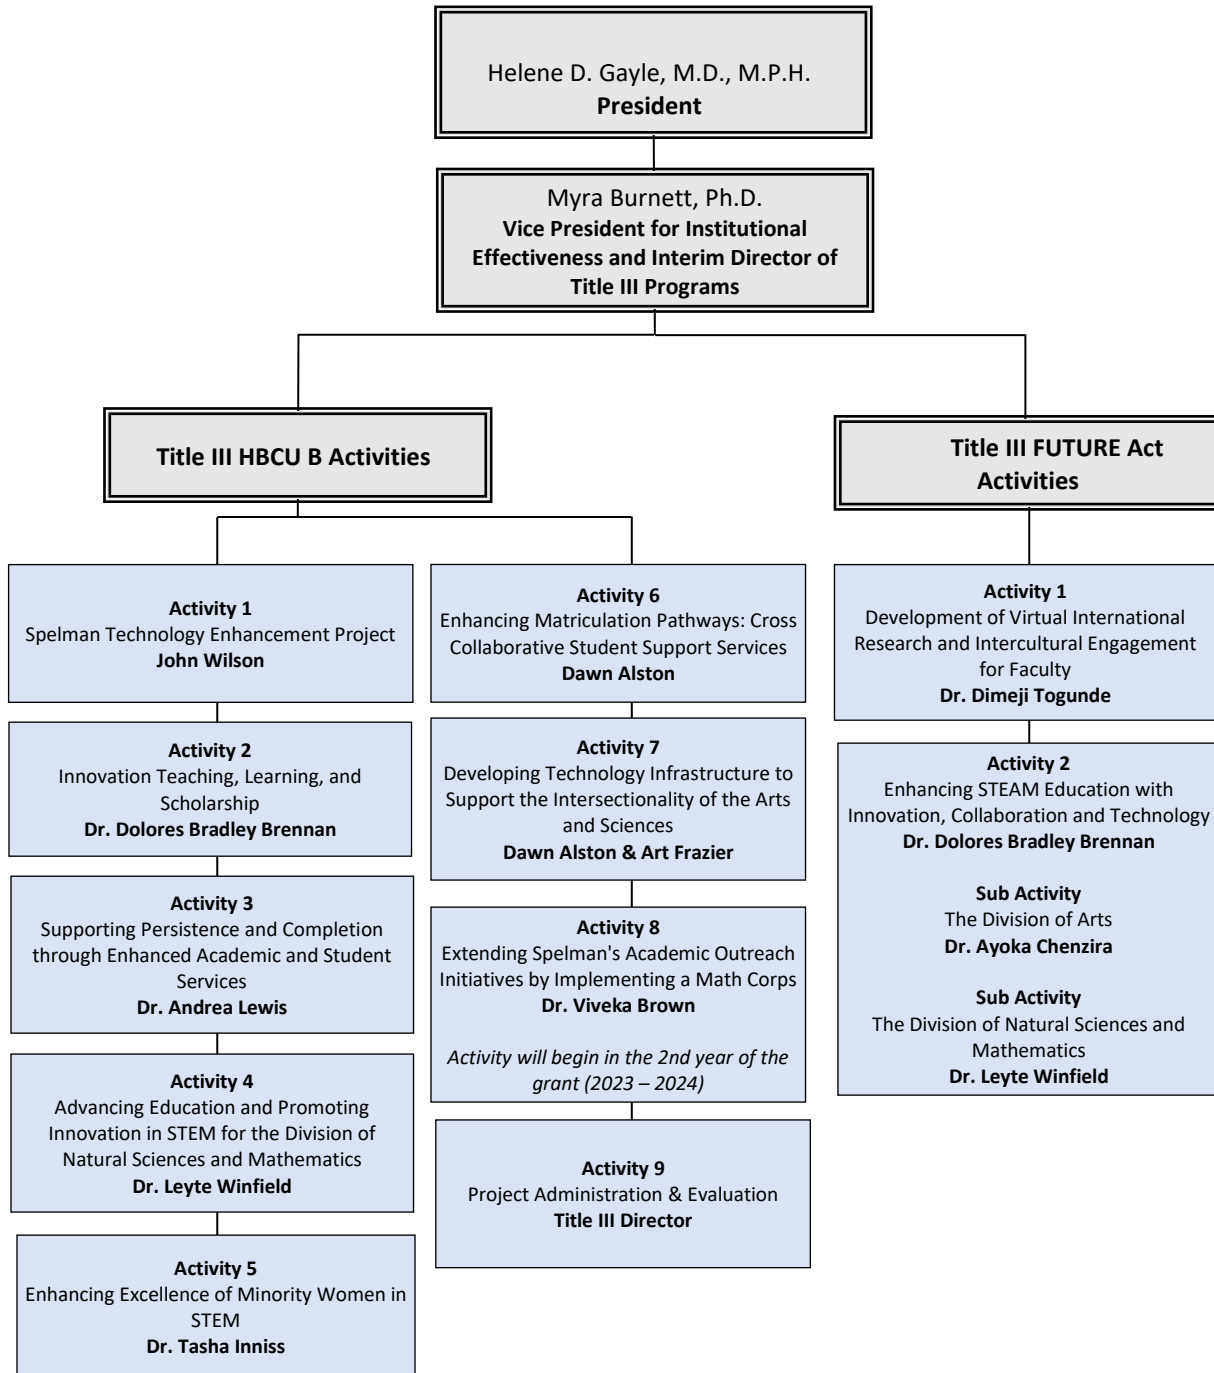 Helene D. Gayle, M.D., M.P.H.
President
Myra Burnett, Ph.D.
Vice President for Institutional
Effectiveness and Interim Director of
Title III Programs
Title III HBCU B Activities
Title III FUTURE Act
Activities
Activity 1
Spelman Technology Enhancement Project
John Wilson
Activity 2
Innovation Teaching, Learning, and
Scholarship
Dr. Dolores Bradley Brennan
Activity 3
Supporting Persistence and Completion
through Enhanced Academic and Student
Services
Dr. Andrea Lewis
Activity 4
Advancing Education and Promoting
Innovation in STEM for the Division of
Natural Sciences and Mathematics
Dr. Leyte Winfield
Activity 5
Enhancing Excellence of Minority Women in
STEM
Dr. Tasha Inniss
Activity 6
Enhancing Matriculation Pathways: Cross
Collaborative Student Support Services
Dawn Alston
Activity 7
Developing Technology Infrastructure to
Support the Intersectionality of the Arts
and Sciences
Dawn Alston & Art Frazier
Activity 8
Extending Spelman's Academic Outreach
Initiatives by Implementing a Math Corps
Dr. Viveka Brown
Activity will begin in the 2nd year of the
grant (2023 – 2024)
Activity 9
Project Administration & Evaluation
Title III Director
Activity 1
Development of Virtual International
Research and Intercultural Engagement
for Faculty
Dr. Dimeji Togunde
Activity 2
Enhancing STEAM Education with
Innovation, Collaboration and Technology
Dr. Dolores Bradley Brennan
Sub Activity
The Division of Arts
Dr. Ayoka Chenzira
Sub Activity
The Division of Natural Sciences and
Mathematics
Dr. Leyte Winfield